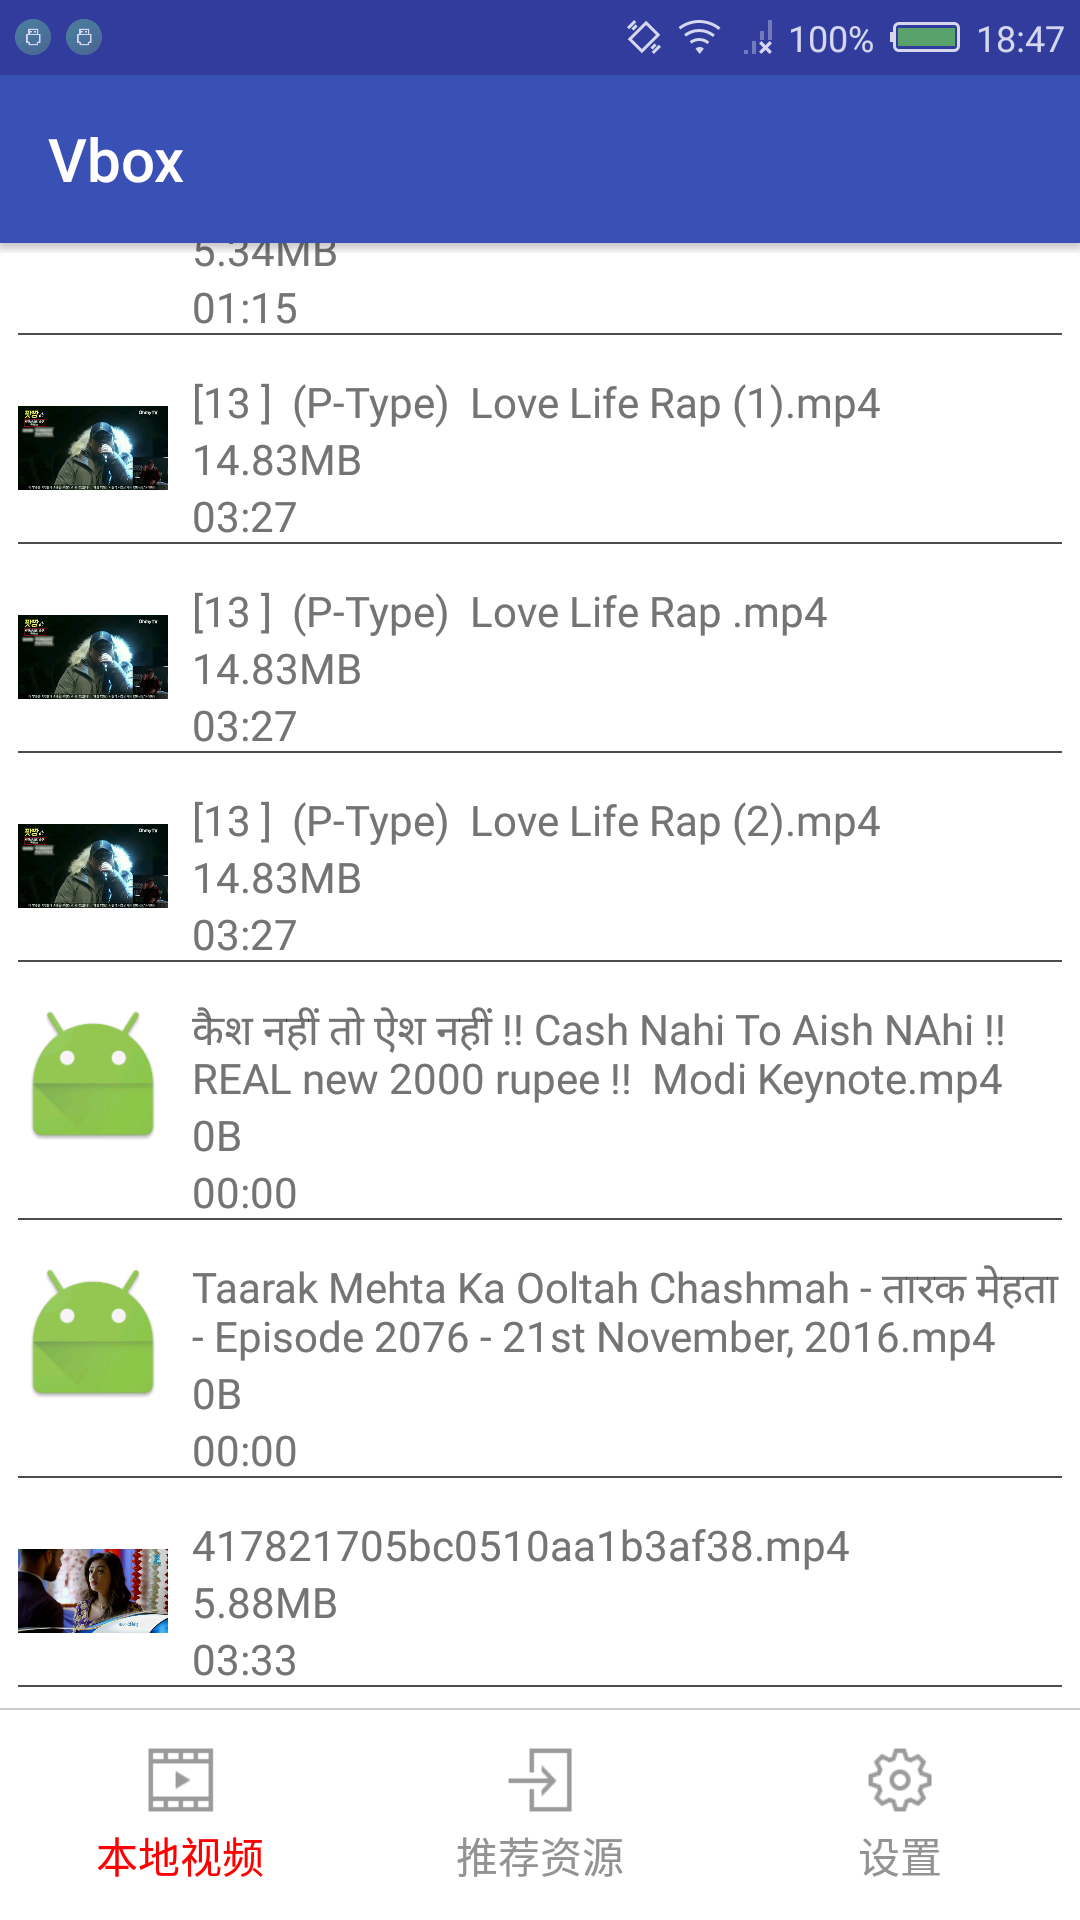 100% 18:47
Vbox
5.34MB
01:15
[13 ] (P-Type) Love Life Rap (1).mp4
14.83MB
03:27
[13 ] (P-Type) Love Life Rap .mp4
14.83MB
03:27
[13 ] (P-Type) Love Life Rap (2).mp4
14.83MB
03:27
कैश नहीं तो ऐश नहीं !! Cash Nahi To Aish NAhi !!
REAL new 2000 rupee !! Modi Keynote.mp4
0B
00:00
Taarak Mehta Ka Ooltah Chashmah - तारक मेहता
- Episode 2076 - 21st November, 2016.mp4
0B
00:00
417821705bc0510aa1b3af38.mp4
5.88MB
03:33
本地视频 推荐资源 设置